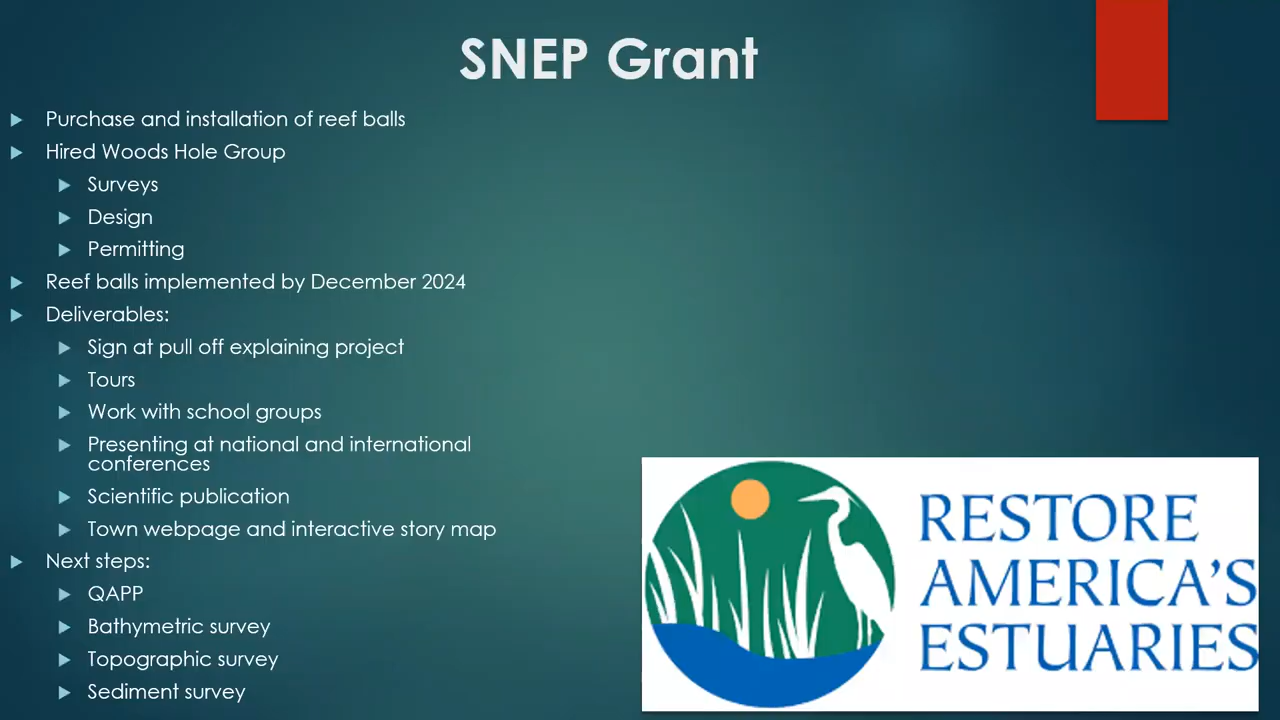 SNEP Grant
Purchase and installation of reef balls
Hired Woods Hole Group
Surveys
Design
Permitting
Reef balls implemented by December 2024
Deliverables:
Sign at pull off explaining project
Tours
Work with school groups
Presenting at national and international
conferences
Scientific publication
Town webpage and interactive story map
Next steps:
QAPP
Bathymetric survey
Topographic survey
Sediment survey
RESTORE
AMERICA'S
ESTUARIES